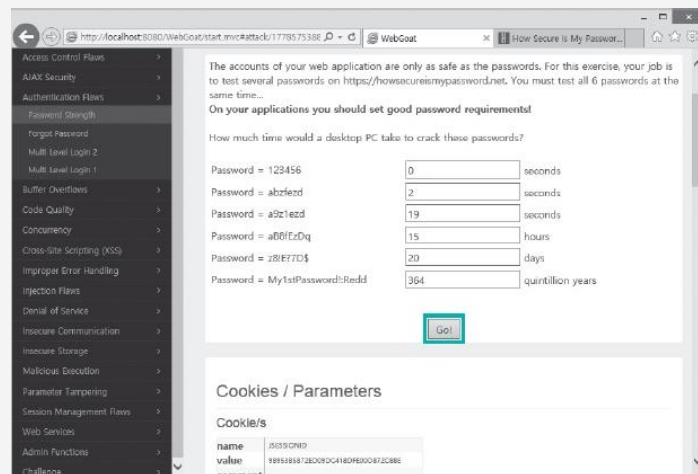 http://localhost:8080/WebGoat/start.mvc#attack/1778575388
WebGoat
How Secure Is My Passwor...
Access Control Flaws
AJAX Security
Authentication Flaws
Password Strength
Forgot Password
Multi Level Login 2
Multi Level Login 1
Buffer Overflows
Code Quality
Concurrency
Cross-Site Scripting (XSS)
Improper Error Handling
Injection Flaws
Denial of Service
Insecure Communication
Insecure Storage
Malicious Execution
Parameter Tampering
Session Management Flaws
Web Services
Admin Functions
Challenge
The accounts of your web application are only as safe as the passwords. For this exercise, your job is
to test several passwords on https://howsecureismypassword.net. You must test all 6 passwords at the
same time...
On your applications you should set good password requirements!
How much time would a desktop PC take to crack these passwords?
Password = 123456 0 seconds
Password = abzfezd 2 seconds
Password = a9z1ezd 19 seconds
Password = aB8fEzDq 15 hours
Password = z8!E?7D$ 20 days
Password = My1stPassword!:Redd 364 quintillion years
Go!
Cookies / Parameters
Cookie/s
name JSESSIONID
value